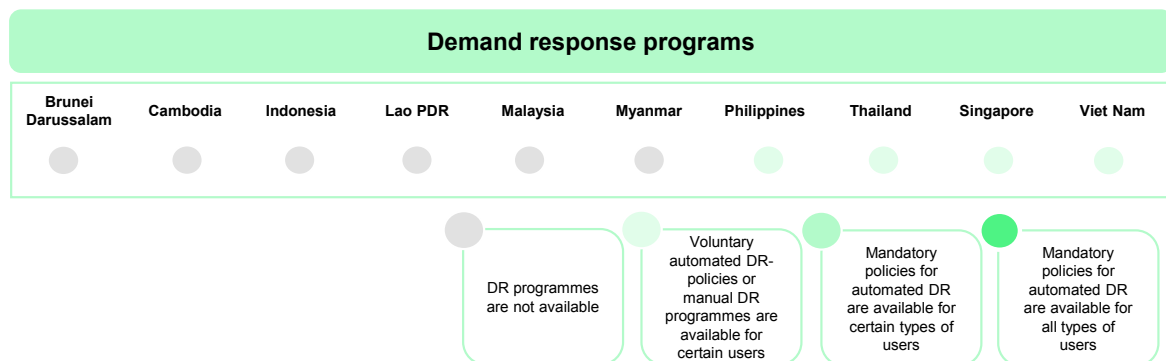 Demand response programs
Brunei
Darussalam
Cambodia
Indonesia
Lao PDR
Malaysia
Myanmar
Philippines
Thailand
Singapore
Viet Nam
DR programmes
are not available
Voluntary
automated DR-
policies or
manual DR
programmes are
available for
certain users
Mandatory
policies for
automated DR
are available for
certain types of
users
Mandatory
policies for
automated DR
are available for
all types of
users